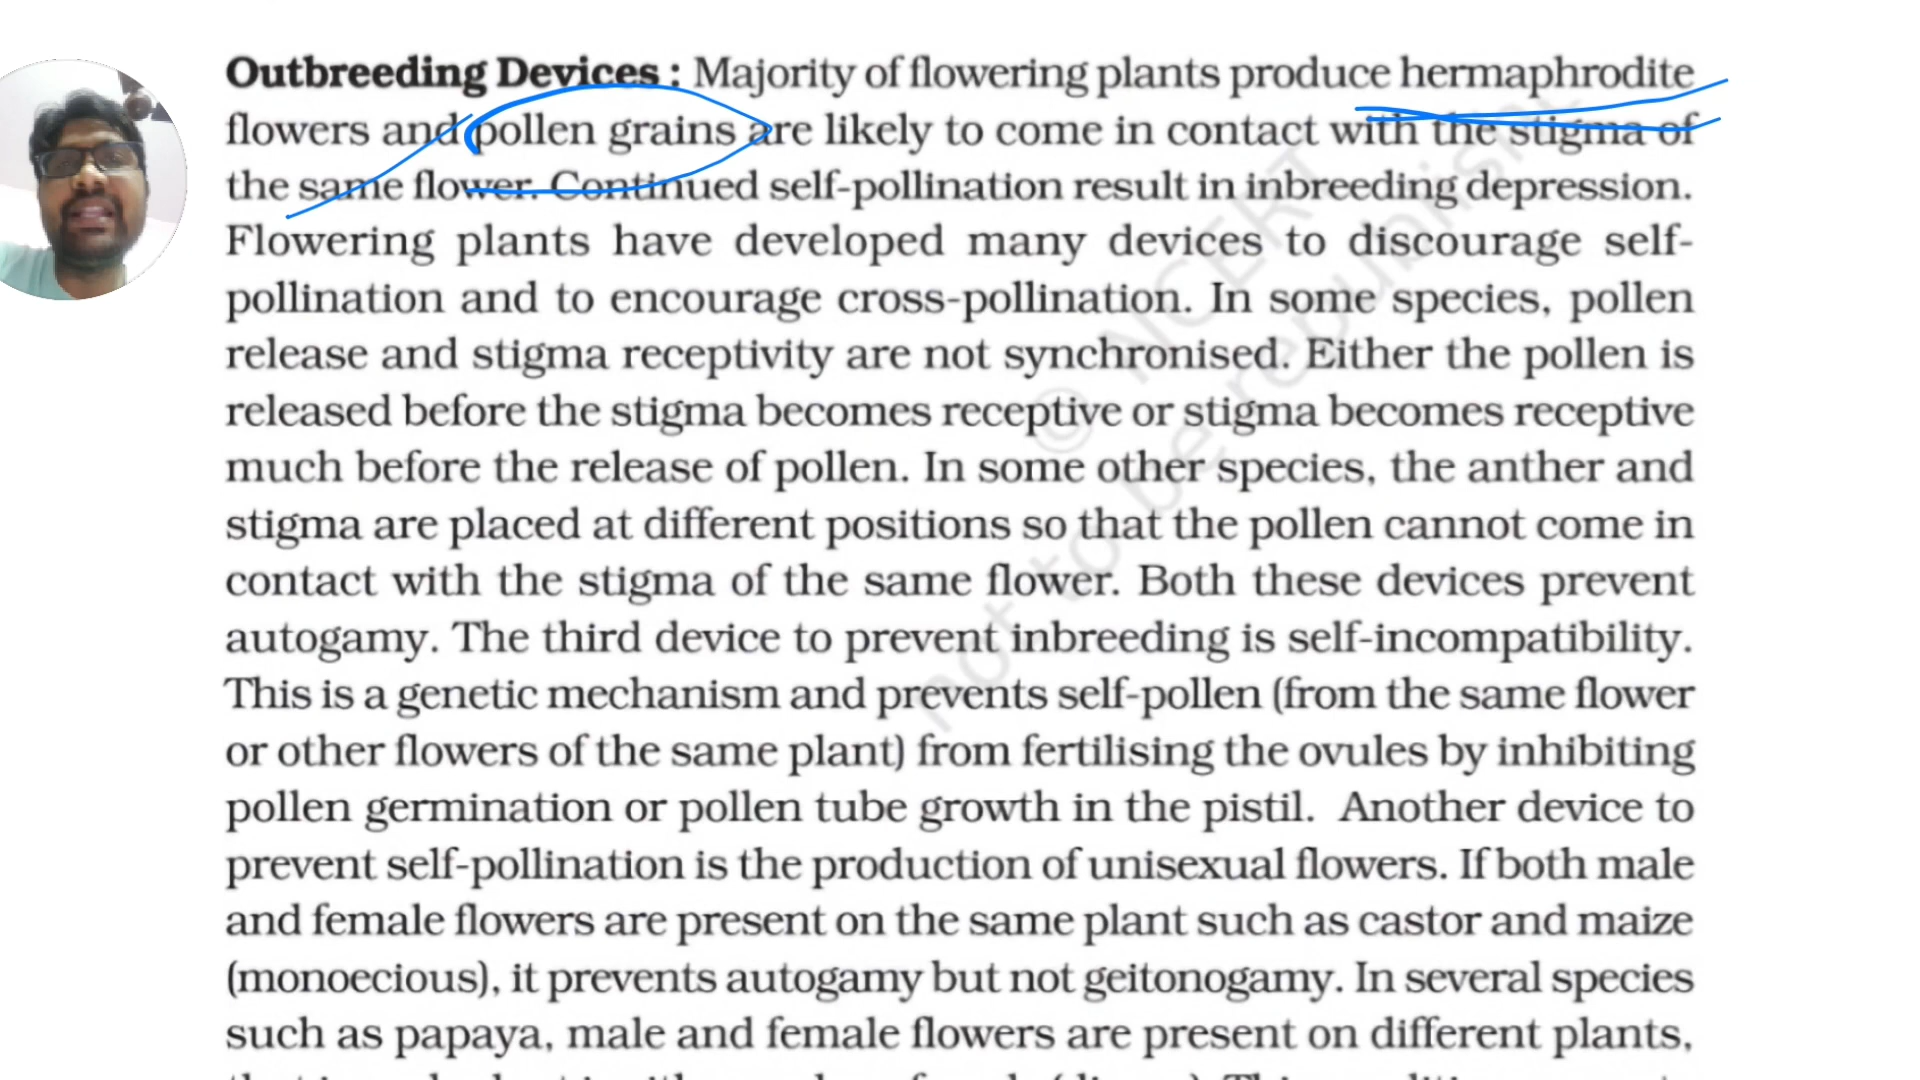 Outbreeding Devices : Majority of flowering plants produce hermaphrodite
flowers and pollen grains are likely to come in contact with the stigma of
the same flower. Continued self-pollination result in inbreeding depression.
Flowering plants have developed many devices to discourage self-
pollination and to encourage cross-pollination. In some species, pollen
release and stigma receptivity are not synchronised. Either the pollen is
released before the stigma becomes receptive or stigma becomes receptive
much before the release of pollen. In some other species, the anther and
stigma are placed at different positions so that the pollen cannot come in
contact with the stigma of the same flower. Both these devices prevent
autogamy. The third device to prevent inbreeding is self-incompatibility.
This is a genetic mechanism and prevents self-pollen (from the same flower
or other flowers of the same plant) from fertilising the ovules by inhibiting
pollen germination or pollen tube growth in the pistil. Another device to
prevent self-pollination is the production of unisexual flowers. If both male
and female flowers are present on the same plant such as castor and maize
(monoecious), it prevents autogamy but not geitonogamy. In several species
such as papaya, male and female flowers are present on different plants,
© NCERT
not to be republish